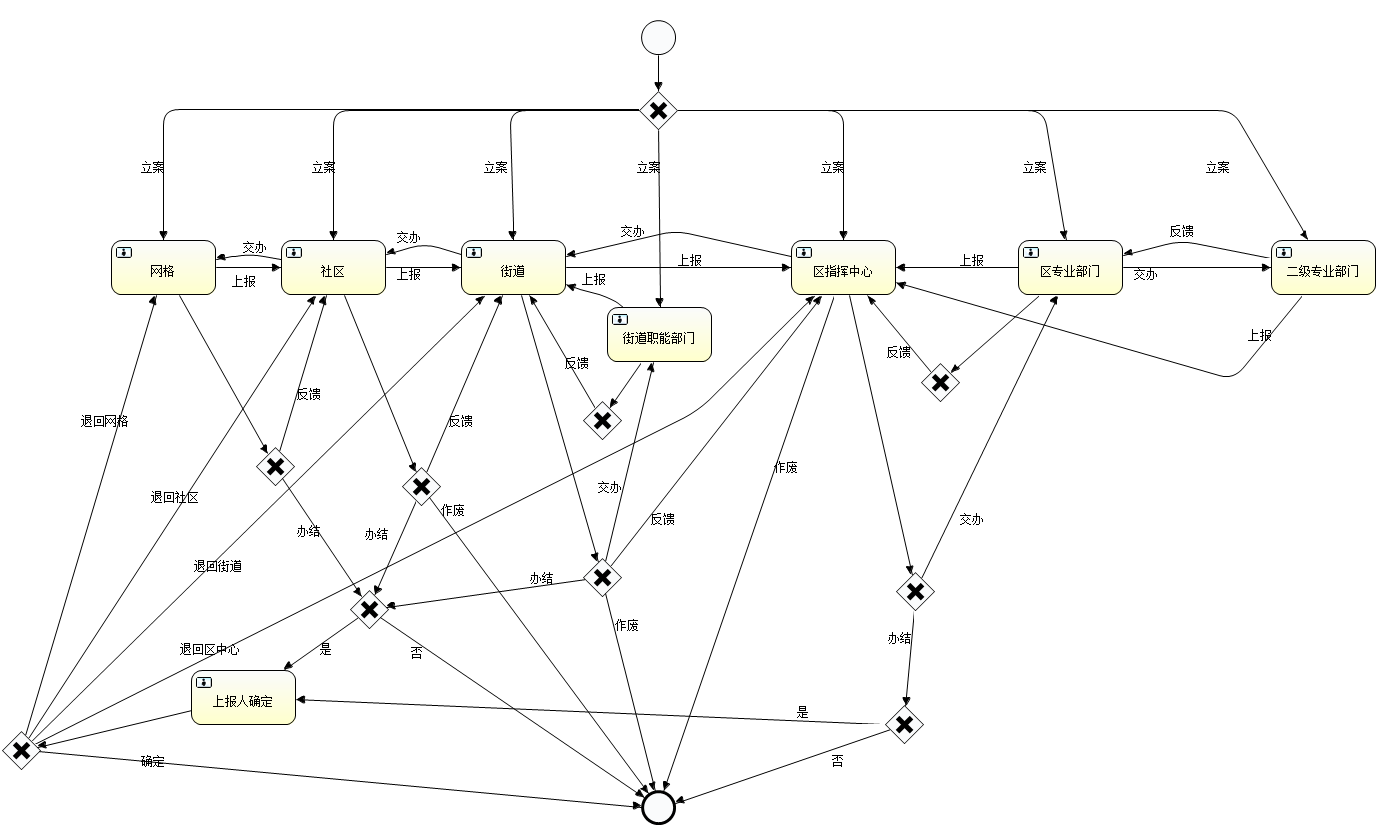 立案
立案
立案
立案
立案
立案
立案
交办
交办
交办
反馈
网格
社区
街道
区指挥中心
区专业部门
二级专业部门
上报
上报
上报
上报
交办
上报
街道职能部门
上报
反馈
反馈
反馈
退回网格
反馈
作废
退回社区
交办
作废
反馈
交办
办结
办结
退回街道
办结
作废
办结
退回区中心
是
否
上报人确定
是
确定
否